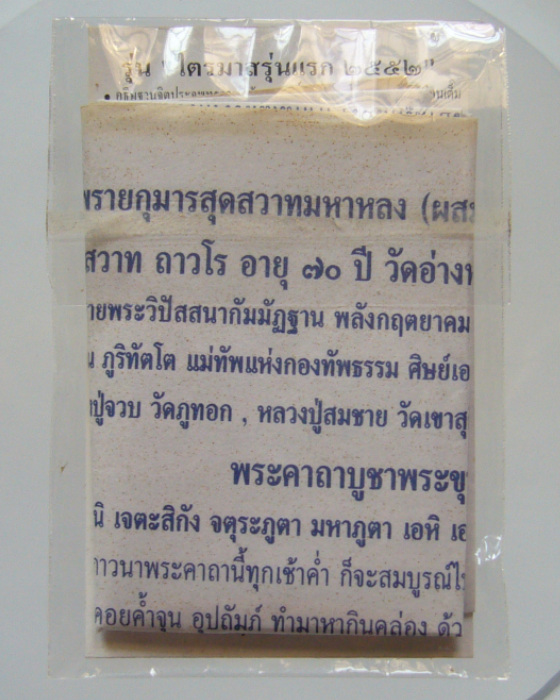 รุ่น "ไตรมาสรุ่นแรก ๒๕๕๒"
พรายกุมารสุดสวาทมหาหลง (ผสม
สวาท ถาวโร อายุ ๗๐ ปี วัดอ่าง
ายพระวิปัสสนากัมมัฏฐาน พลังกฤตยาคม
น ภูริทัตโต แม่ทัพแห่งกองทัพธรรม ศิษย์เอ
ปู่จวบ วัดภูทอก , หลวงปู่สมชาย วัดเขาสุ
พระคาถาบูชาพระขุ
นิ เจตะสิกัง จตุระภูตา มหาภูตา เอหิ เอ
าวนาพระคาถานี้ทุกเช้าค่ำ ก็จะสมบูรณ์ไ
คอยค้ำจุน อุปถัมภ์ ทำมาหากินคล่อง ด้ว